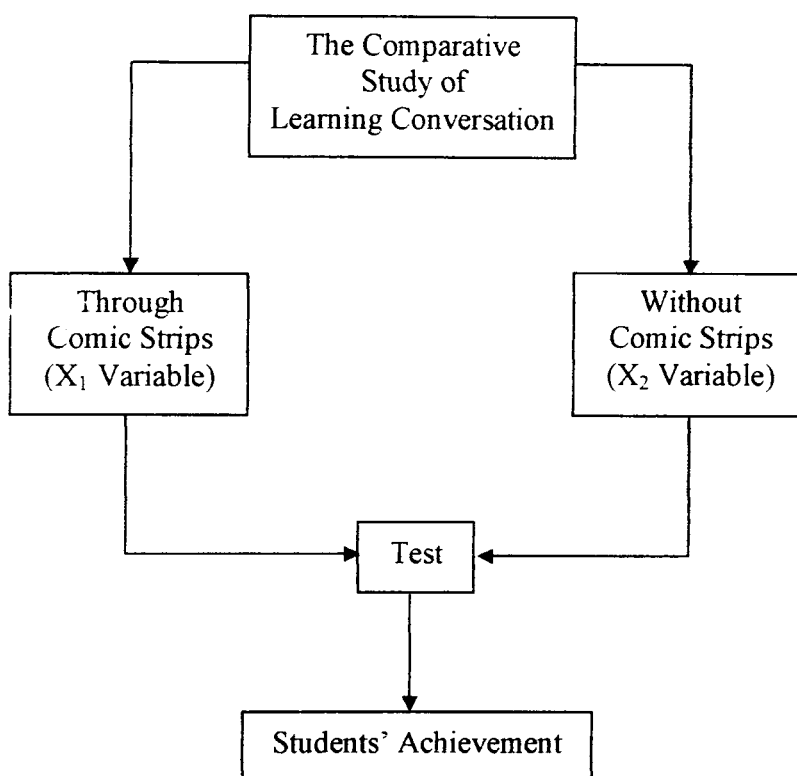 The Comparative
Study of
Learning Conversation
Through
Comic Strips
(X₁ Variable)
Without
Comic Strips
(X₂ Variable)
Test
Students’ Achievement